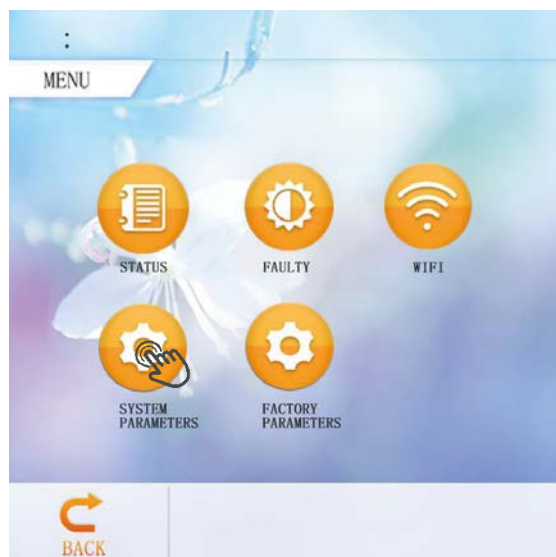 :
MENU
STATUS
FAULTY
WIFI
SYSTEM
PARAMETERS
FACTORY
PARAMETERS
BACK